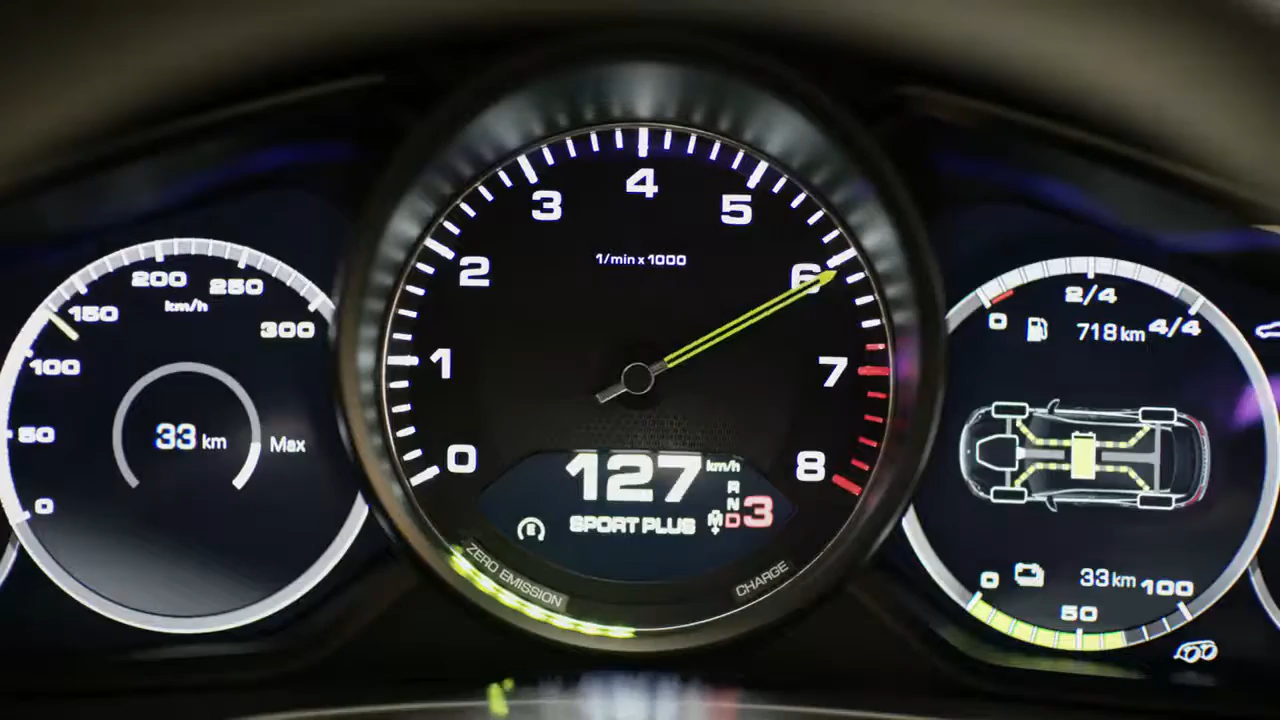 0
50
100
150
200
250
300
km/h
33 km
Max
0
1
2
3
4
5
6
7
8
1/min x 1000
127 km/h
SPORT PLUS
E
R
N
D
M
+
3
ZERO EMISSION
CHARGE
0
2/4
4/4
718 km
0
33 km
50
100